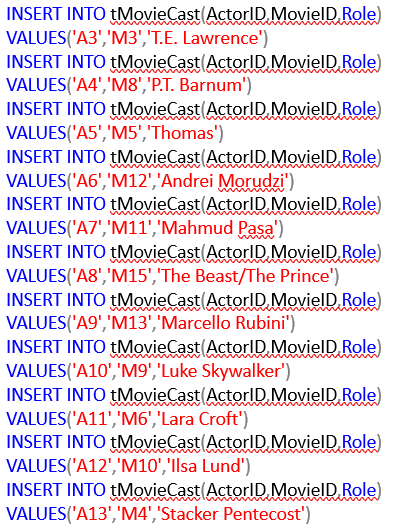 INSERT INTO tMovieCast(ActorID,MovieID,Role)
VALUES('A3','M3','T.E. Lawrence')
INSERT INTO tMovieCast(ActorID,MovieID,Role)
VALUES('A4','M8','P.T. Barnum')
INSERT INTO tMovieCast(ActorID,MovieID,Role)
VALUES('A5','M5','Thomas')
INSERT INTO tMovieCast(ActorID,MovieID,Role)
VALUES('A6','M12','Andrei Morudzi')
INSERT INTO tMovieCast(ActorID,MovieID,Role)
VALUES('A7','M11','Mahmud Pasa')
INSERT INTO tMovieCast(ActorID,MovieID,Role)
VALUES('A8','M15','The Beast/The Prince')
INSERT INTO tMovieCast(ActorID,MovieID,Role)
VALUES('A9','M13','Marcello Rubini')
INSERT INTO tMovieCast(ActorID,MovieID,Role)
VALUES('A10','M9','Luke Skywalker')
INSERT INTO tMovieCast(ActorID,MovieID,Role)
VALUES('A11','M6','Lara Croft')
INSERT INTO tMovieCast(ActorID,MovieID,Role)
VALUES('A12','M10','Ilsa Lund')
INSERT INTO tMovieCast(ActorID,MovieID,Role)
VALUES('A13','M4','Stacker Pentecost')